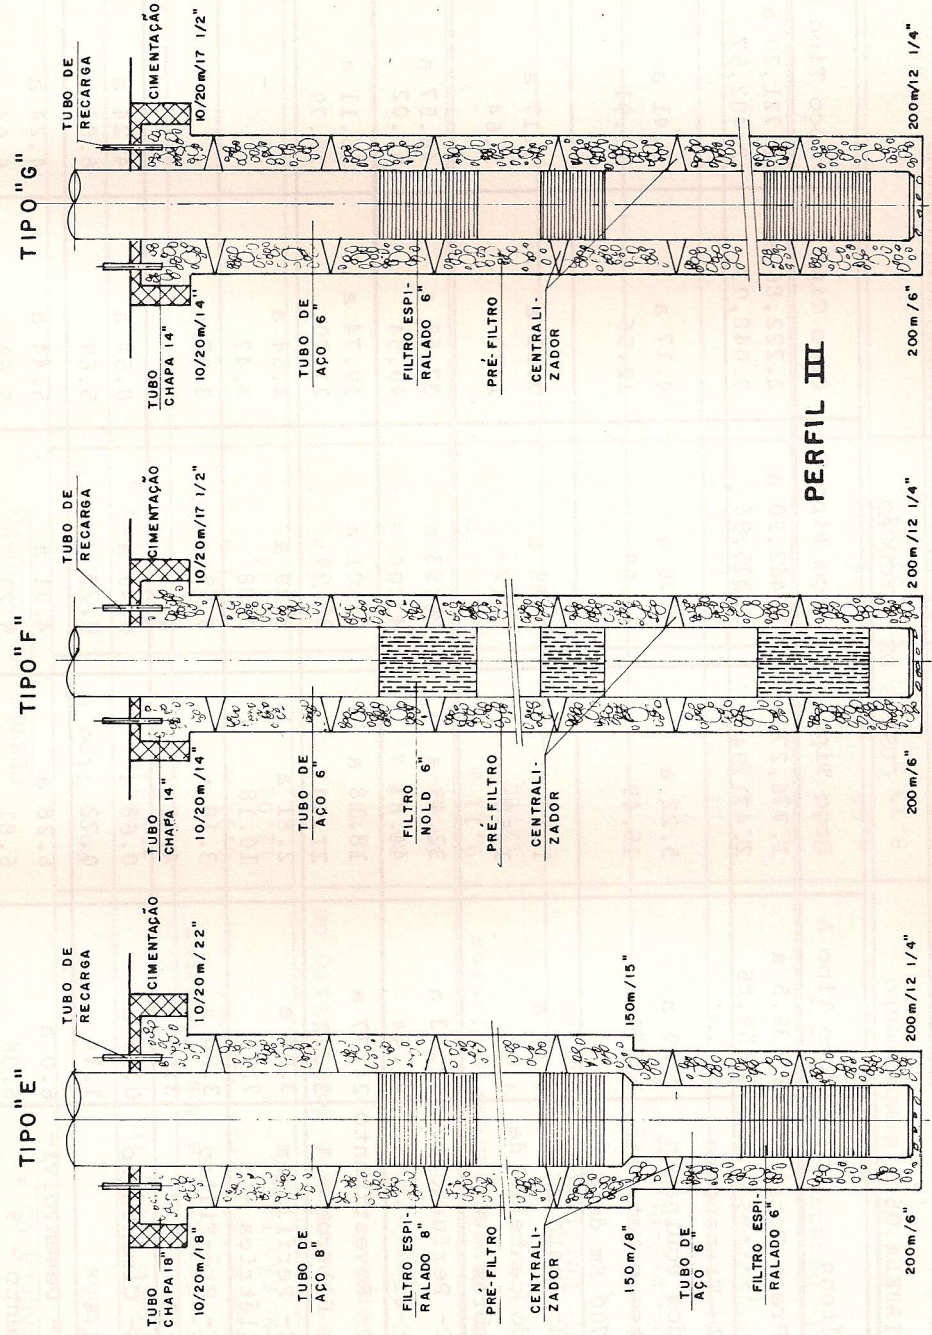 TIPO "E"
TUBO DE
RECARGA
CIMENTAÇÃO
10/20m/22"
TUBO
CHAPA 18"
10/20m/18"
TUBO DE
AÇO 8"
FILTRO ESPI-
RALADO 8"
PRÉ-FILTRO
CENTRALI-
ZADOR
150m/8"
150m/15"
TUBO DE
AÇO 6"
FILTRO ESPI-
RALADO 6"
200m/6"
200m/12 1/4"
TIPO "F"
TUBO DE
RECARGA
CIMENTAÇÃO
10/20m/17 1/2"
TUBO
CHAPA 14"
10/20m/14"
TUBO DE
AÇO 6"
FILTRO
NOLD 6"
PRÉ-FILTRO
CENTRALI-
ZADOR
200m/6"
200m/12 1/4"
TIPO "G"
TUBO DE
RECARGA
CIMENTAÇÃO
10/20m/17 1/2"
TUBO
CHAPA 14"
10/20m/14"
TUBO DE
AÇO 6"
FILTRO ESPI-
RALADO 6"
PRÉ-FILTRO
CENTRALI-
ZADOR
200m/6"
200m/12 1/4"
PERFIL III